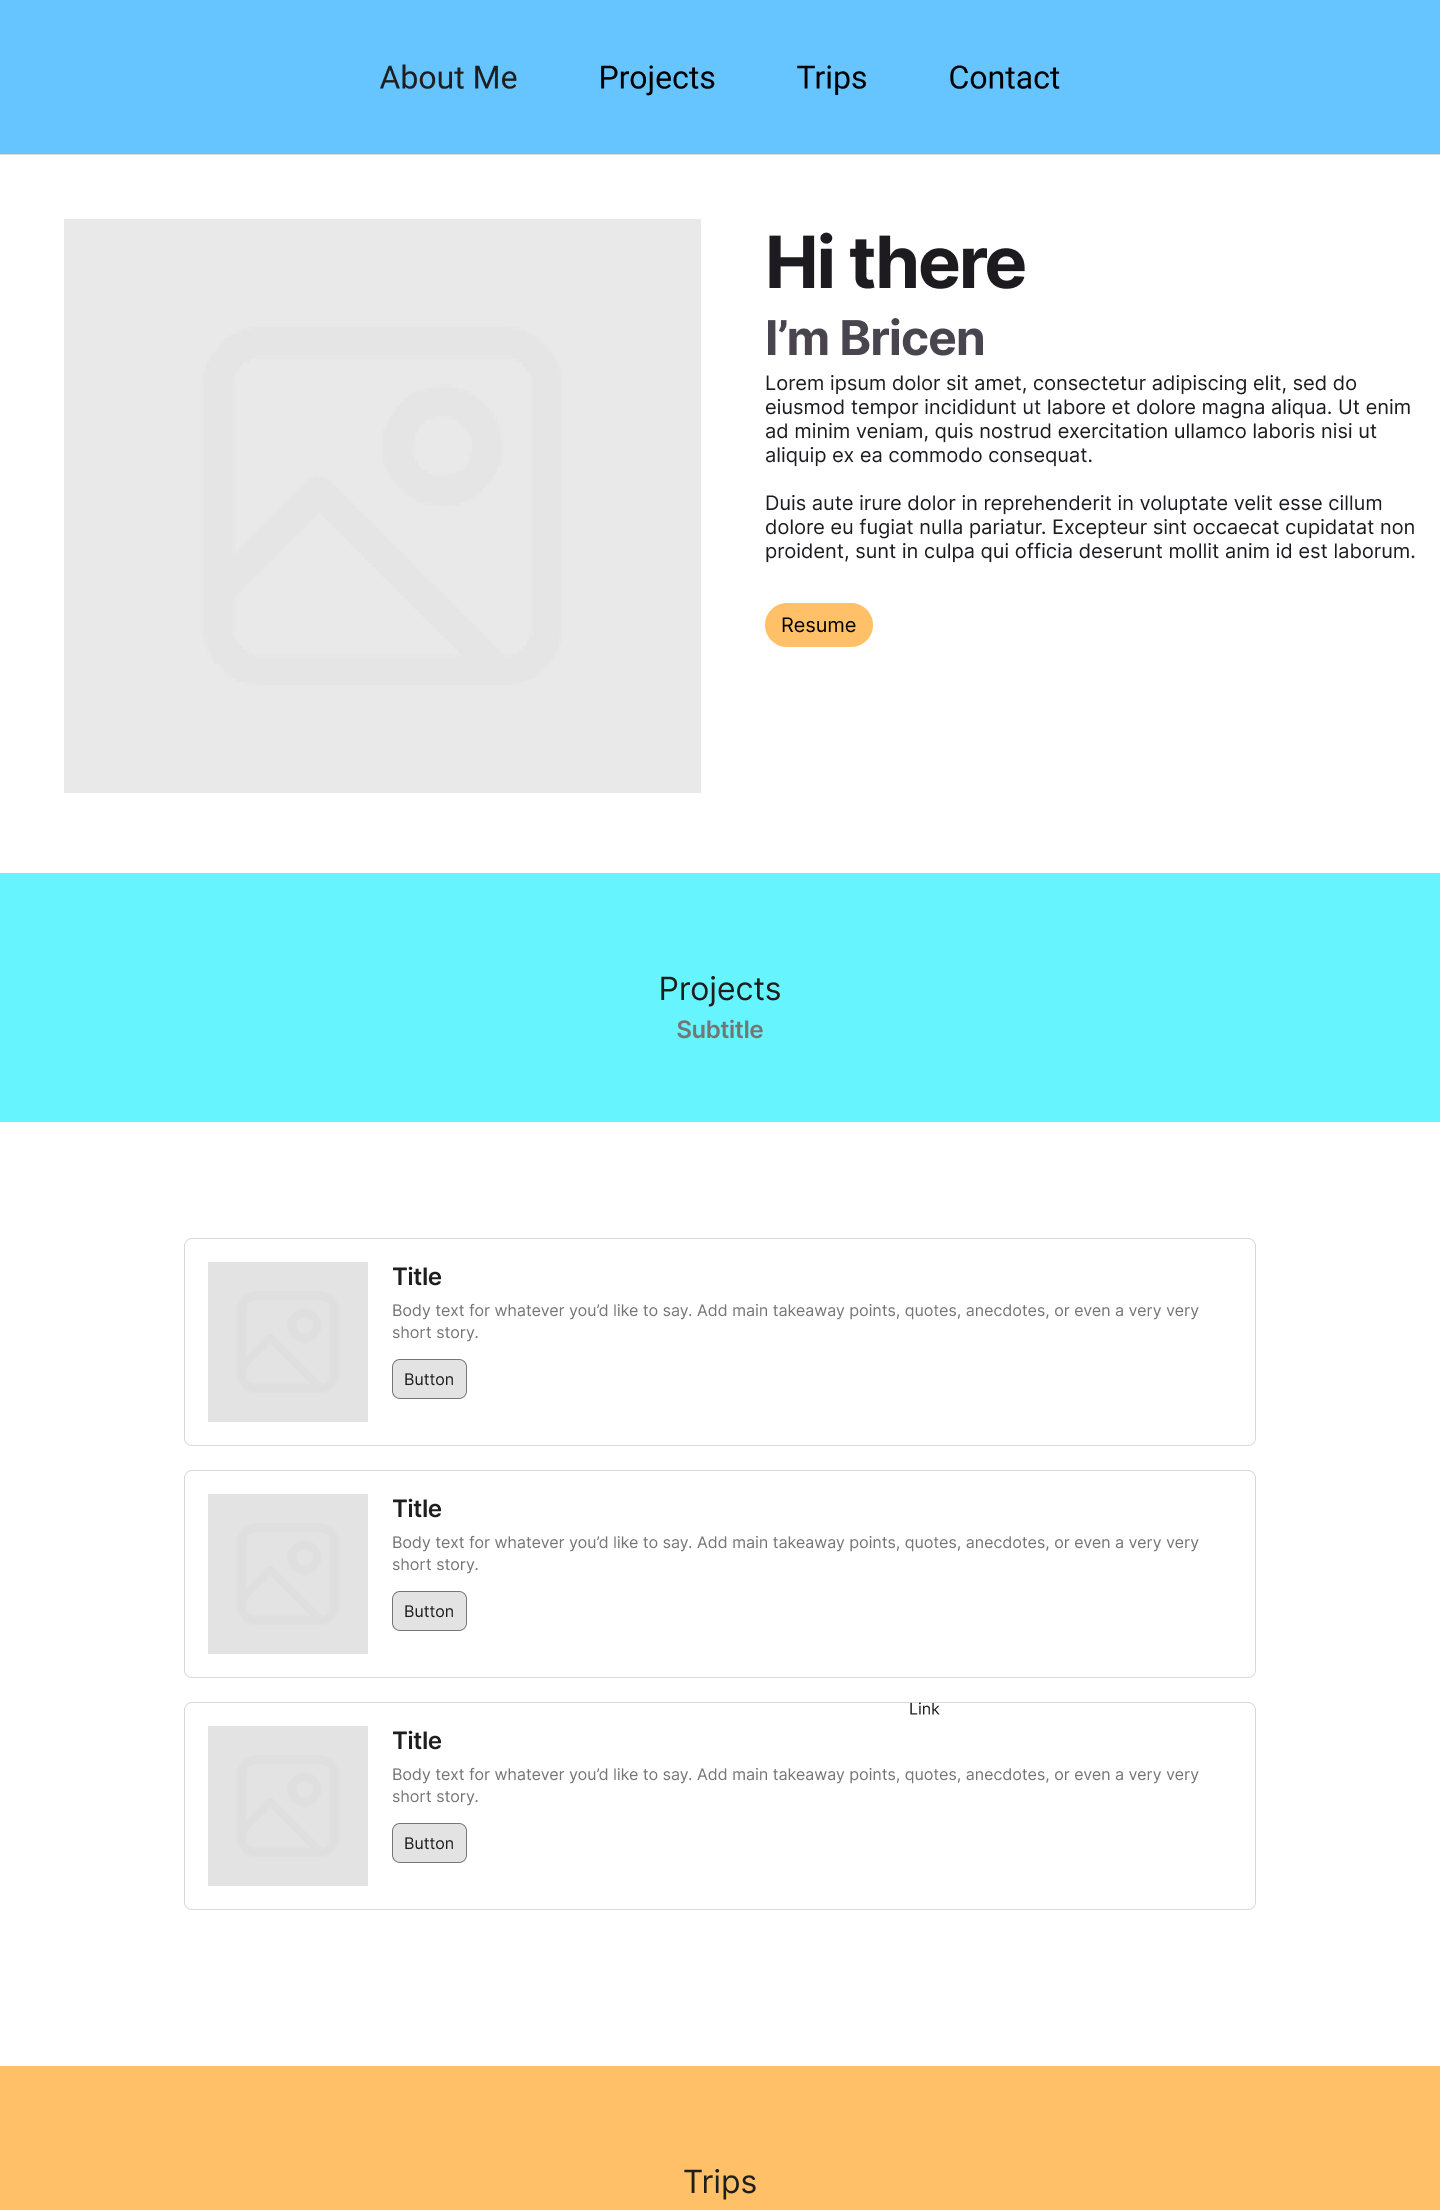 About Me Projects Trips Contact
Hi there
I’m Bricen
Lorem ipsum dolor sit amet, consectetur adipiscing elit, sed do
eiusmod tempor incididunt ut labore et dolore magna aliqua. Ut enim
ad minim veniam, quis nostrud exercitation ullamco laboris nisi ut
aliquip ex ea commodo consequat.
Duis aute irure dolor in reprehenderit in voluptate velit esse cillum
dolore eu fugiat nulla pariatur. Excepteur sint occaecat cupidatat non
proident, sunt in culpa qui officia deserunt mollit anim id est laborum.
Resume
Projects
Subtitle
Title
Body text for whatever you’d like to say. Add main takeaway points, quotes, anecdotes, or even a very very
short story.
Button
Title
Body text for whatever you’d like to say. Add main takeaway points, quotes, anecdotes, or even a very very
short story.
Button
Link
Title
Body text for whatever you’d like to say. Add main takeaway points, quotes, anecdotes, or even a very very
short story.
Button
Trips